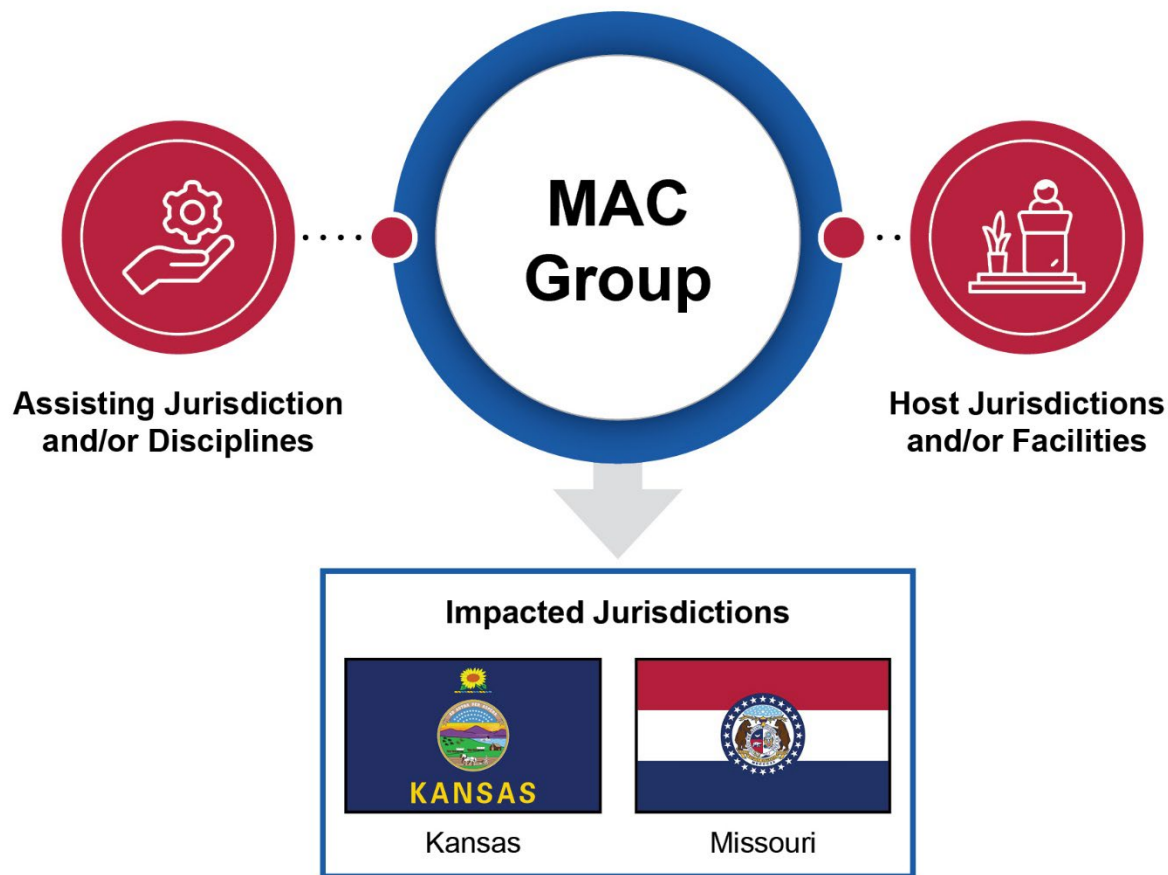 MAC
Group
Assisting Jurisdiction
and/or Disciplines
Host Jurisdictions
and/or Facilities
Impacted Jurisdictions
KANSAS
Kansas
Missouri